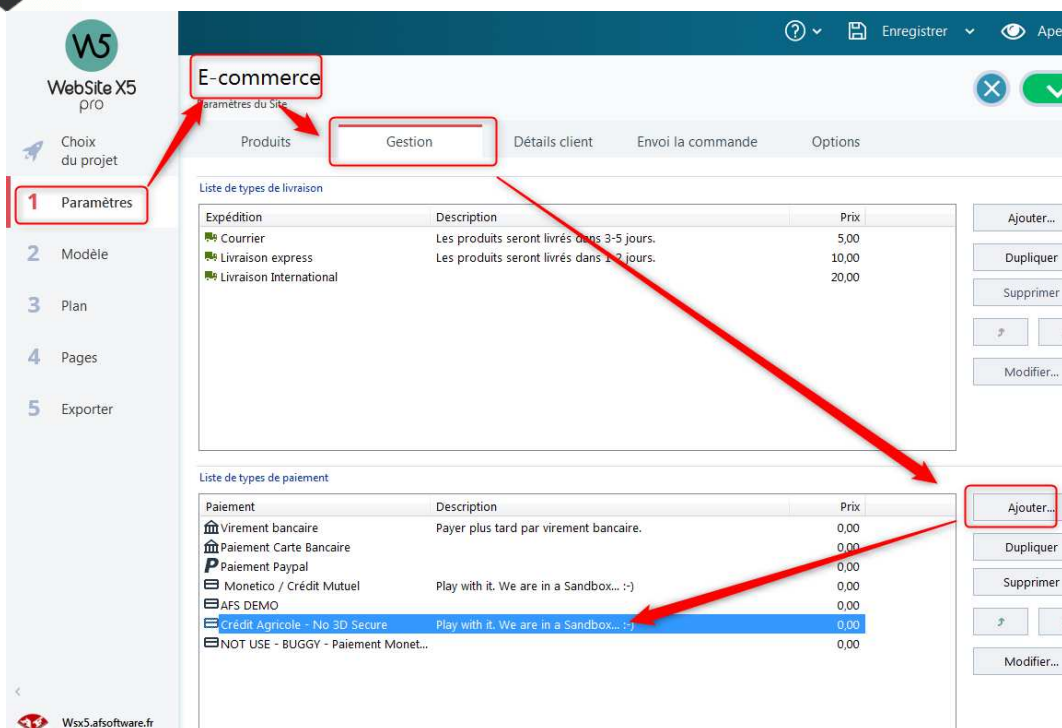 Enregistrer
W5
WebSite X5
pro
E-commerce
Paramètres du Site
Choix
du projet
1 Paramètres
2 Modèle
3 Plan
4 Pages
5 Exporter
Produits Gestion Détails client Envoi la commande Options
Liste de types de livraison
Expédition Description Prix
Courrier Les produits seront livrés dans 3-5 jours. 5,00
Livraison express Les produits seront livrés dans 1-2 jours. 10,00
Livraison International 20,00
Ajouter...
Dupliquer
Supprimer
Modifier...
Liste de types de paiement
Paiement Description Prix
Virement bancaire Payer plus tard par virement bancaire. 0,00
Paiement Carte Bancaire 0,00
Paiement Paypal 0,00
Monetico / Crédit Mutuel Play with it. We are in a Sandbox... :-) 0,00
AFS DEMO 0,00
Crédit Agricole - No 3D Secure Play with it. We are in a Sandbox... :-) 0,00
NOT USE - BUGGY - Paiement Monet... 0,00
Ajouter...
Dupliquer
Supprimer
Modifier...
Wsx5.afsoftware.fr